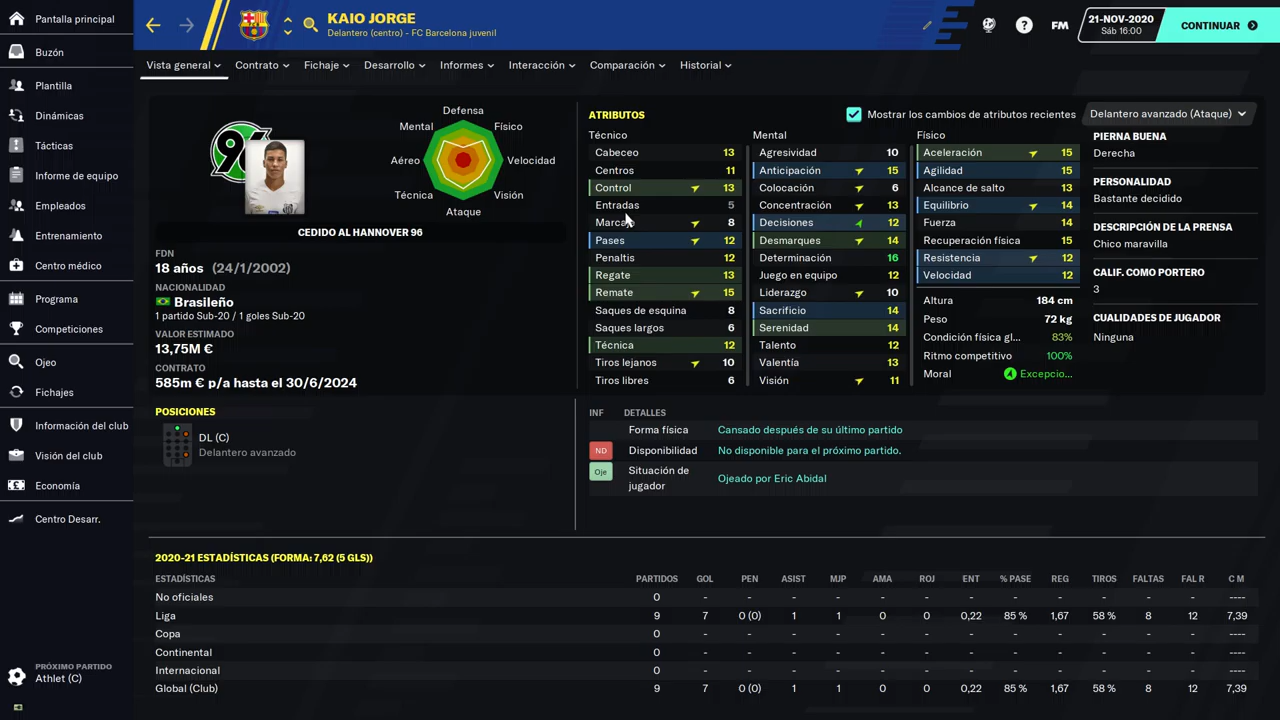 Pantalla principal
Buzón
Plantilla
Dinámicas
Tácticas
Informe de equipo
Empleados
Entrenamiento
Centro médico
Programa
Competiciones
Ojeo
Fichajes
Información del club
Visión del club
Economía
Centro Desarr.
PRÓXIMO PARTIDO
Athlet (C)
KAIO JORGE
Delantero (centro) - FC Barcelona juvenil
FM
21-NOV-2020
Sáb 16:00
CONTINUAR
Vista general Contrato Fichaje Desarrollo Informes Interacción Comparación Historial
96
CEDIDO AL HANNOVER 96
FDN
18 años (24/1/2002)
NACIONALIDAD
Brasileño
1 partido Sub-20 / 1 goles Sub-20
VALOR ESTIMADO
13,75M €
CONTRATO
585m € p/a hasta el 30/6/2024
Defensa
Mental Físico
Aéreo Velocidad
Técnica Visión
Ataque
ATRIBUTOS
Mostrar los cambios de atributos recientes
Delantero avanzado (Ataque)
Técnico
Cabeceo 13
Centros 11
Control 13
Entradas 5
Marcaje 8
Pases 12
Penaltis 12
Regate 13
Remate 15
Saques de esquina 8
Saques largos 6
Técnica 12
Tiros lejanos 10
Tiros libres 6
Mental
Agresividad 10
Anticipación 15
Colocación 6
Concentración 13
Decisiones 12
Desmarques 14
Determinación 16
Juego en equipo 12
Liderazgo 10
Sacrificio 14
Serenidad 14
Talento 12
Valentía 13
Visión 11
Físico
Aceleración 15
Agilidad 15
Alcance de salto 13
Equilibrio 14
Fuerza 14
Recuperación física 15
Resistencia 12
Velocidad 12
Altura 184 cm
Peso 72 kg
Condición física gl... 83%
Ritmo competitivo 100%
Moral Excepcio...
PIERNA BUENA
Derecha
PERSONALIDAD
Bastante decidido
DESCRIPCIÓN DE LA PRENSA
Chico maravilla
CALIF. COMO PORTERO
3
CUALIDADES DE JUGADOR
Ninguna
POSICIONES
DL (C)
Delantero avanzado
INF DETALLES
Forma física Cansado después de su último partido
ND Disponibilidad No disponible para el próximo partido.
Oje Situación de jugador Ojeado por Eric Abidal
2020-21 ESTADÍSTICAS (FORMA: 7,62 (5 GLS))
ESTADÍSTICAS PARTIDOS GOL PEN ASIST MJP AMA ROJ ENT % PASE REG TIROS FALTAS FAL R C M
No oficiales 0 - - - - - - - - - - - - ----
Liga 9 7 0 (0) 1 1 0 0 0,22 85 % 1,67 58 % 8 12 7,39
Copa 0 - - - - - - - - - - - - ----
Continental 0 - - - - - - - - - - - - ----
Internacional 0 - - - - - - - - - - - - ----
Global (Club) 9 7 0 (0) 1 1 0 0 0,22 85 % 1,67 58 % 8 12 7,39